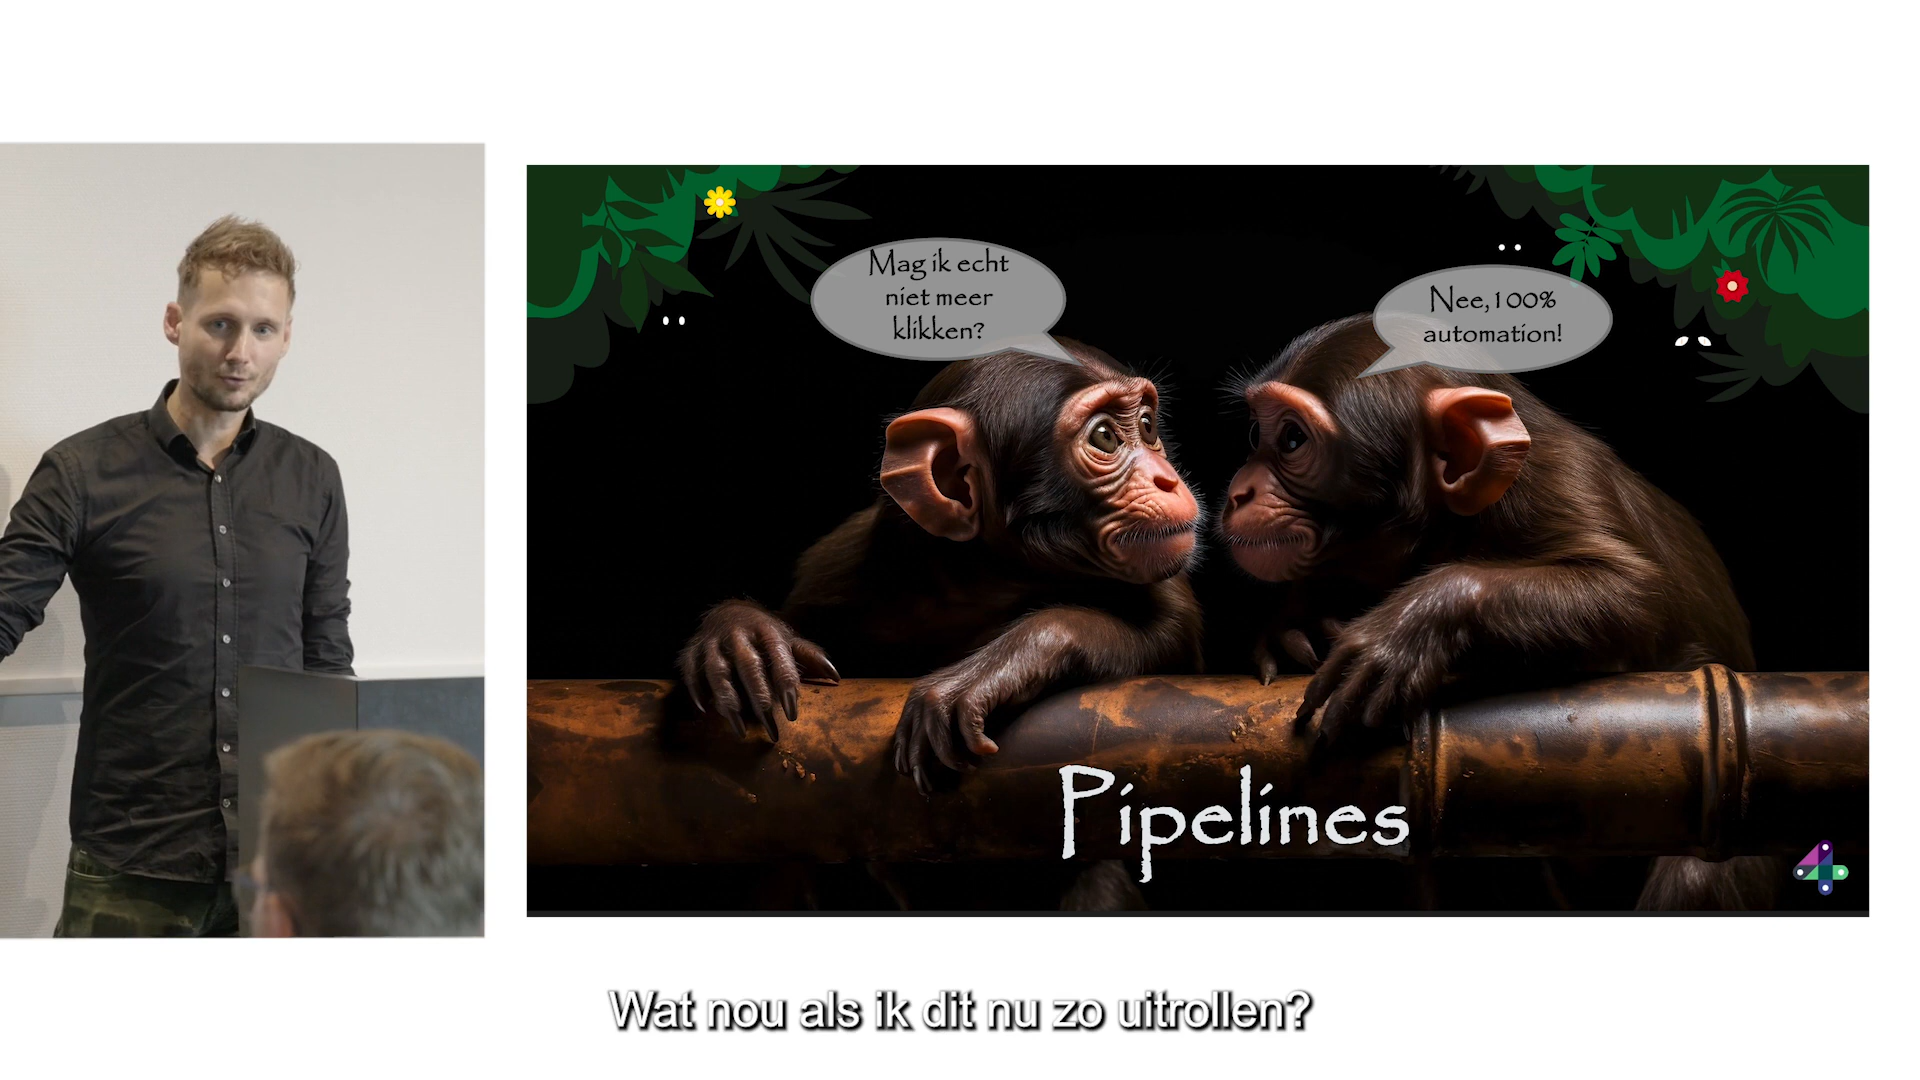 Mag ik echt
niet meer
klikken?
Nee, 100%
automation!
Pipelines
Wat nou als ik dit nu zo uitrollen?